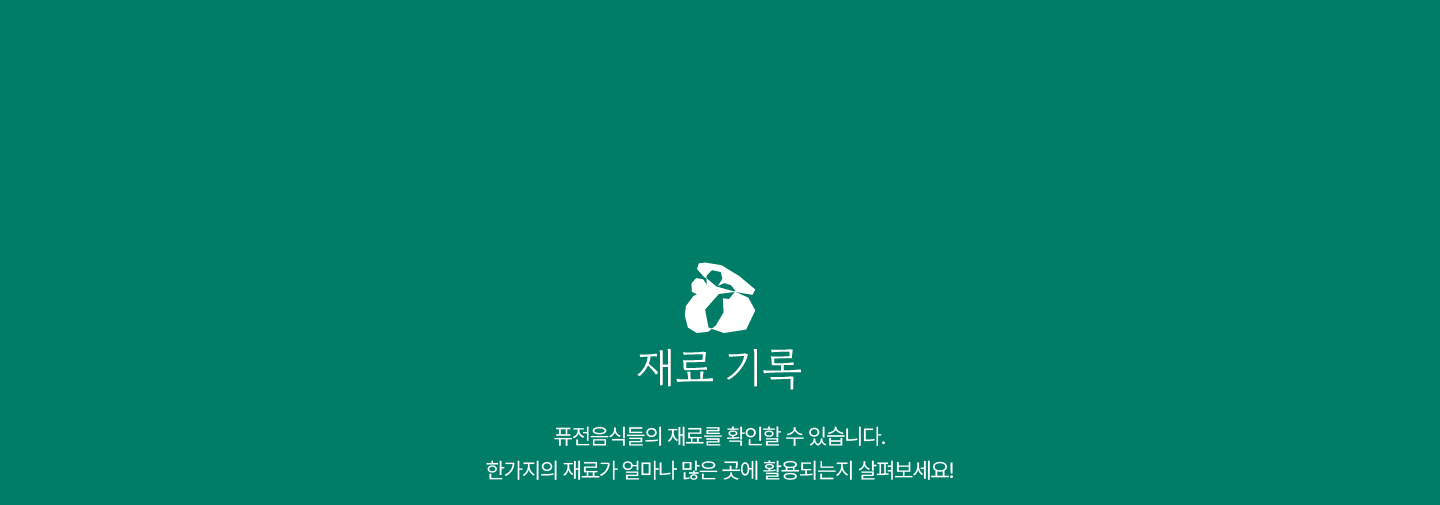 재료 기록
퓨전음식들의 재료를 확인할 수 있습니다.
한가지의 재료가 얼마나 많은 곳에 활용되는지 살펴보세요!